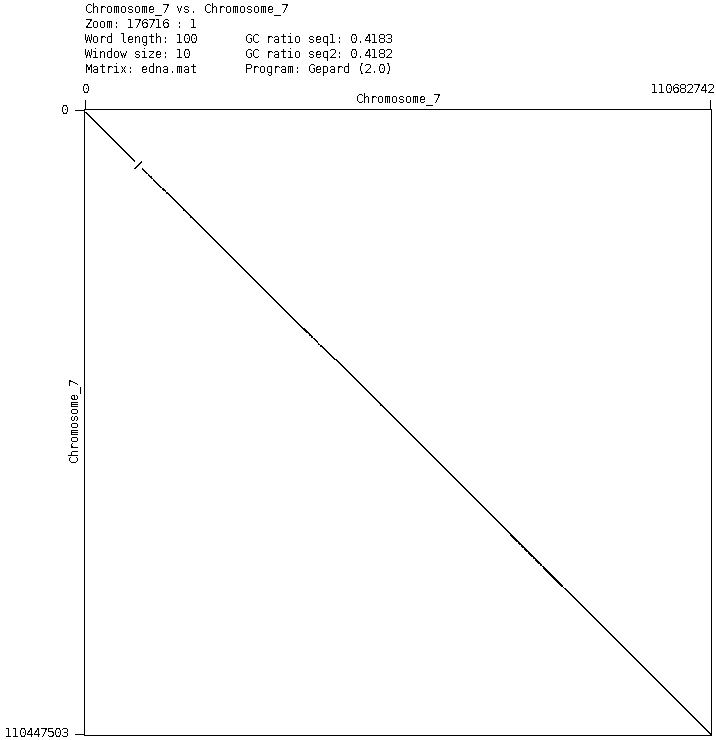 Chromosome_7 vs. Chromosome_7
Zoom: 176716 : 1
Word length: 100 GC ratio seq1: 0.4183
Window size: 10 GC ratio seq2: 0.4182
Matrix: edna.mat Program: Gepard (2.0)
0 110682742
Chromosome_7
0
Chromosome_7
110447503